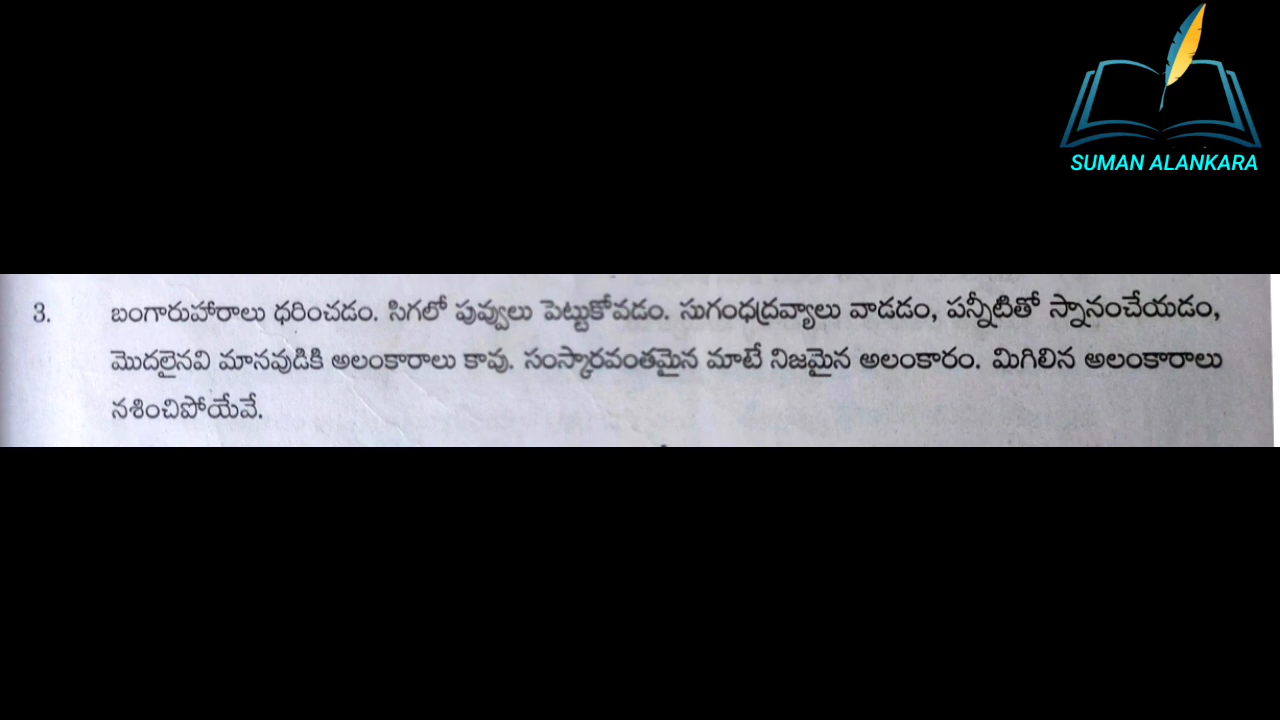 SUMAN ALANKARA
3. బంగారుహారాలు ధరించడం. సిగలో పువ్వులు పెట్టుకోవడం. సుగంధద్రవ్యాలు వాడడం, పన్నీటితో స్నానంచేయడం,
మొదలైనవి మానవుడికి అలంకారాలు కావు. సంస్కారవంతమైన మాటే నిజమైన అలంకారం. మిగిలిన అలంకారాలు
నశించిపోయేవే.